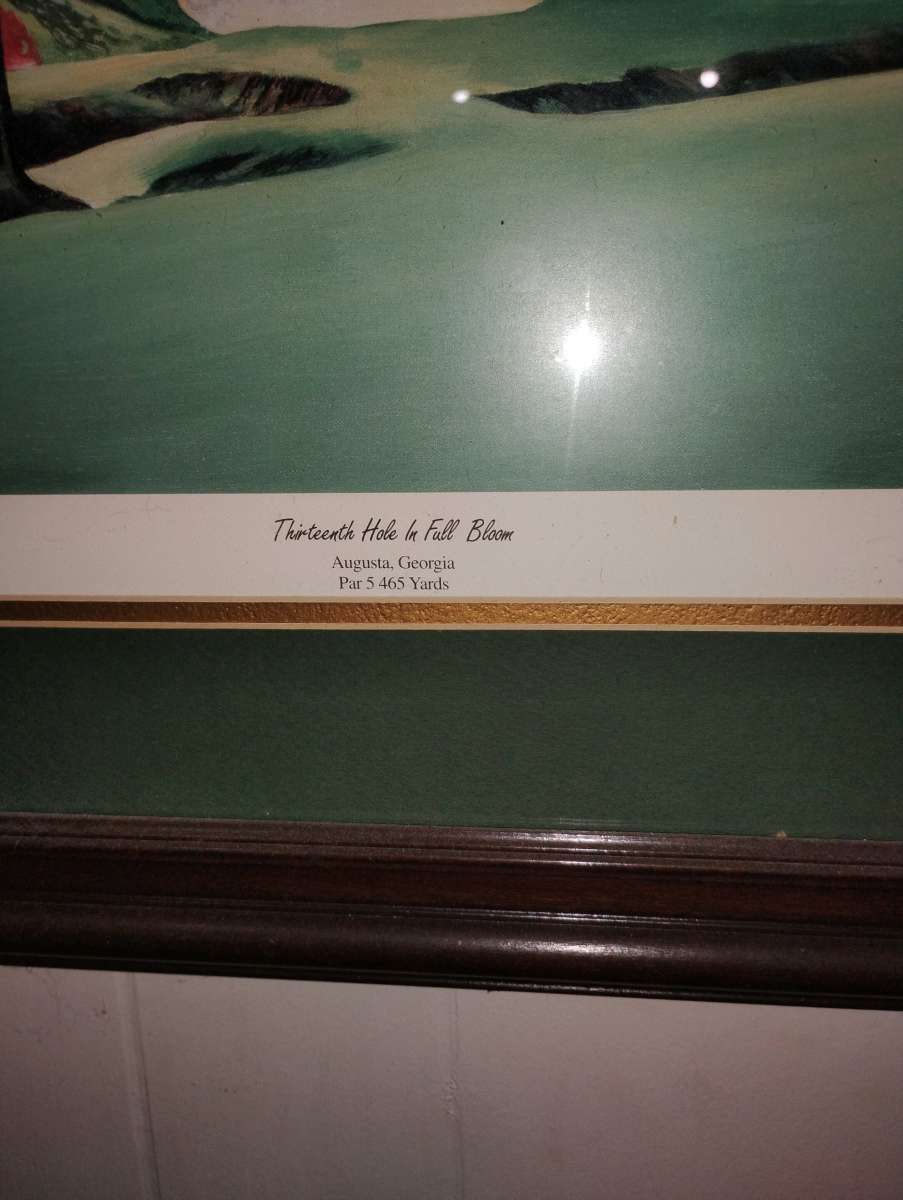 Thirteenth Hole In Full Bloom
Augusta, Georgia
Par 5 465 Yards